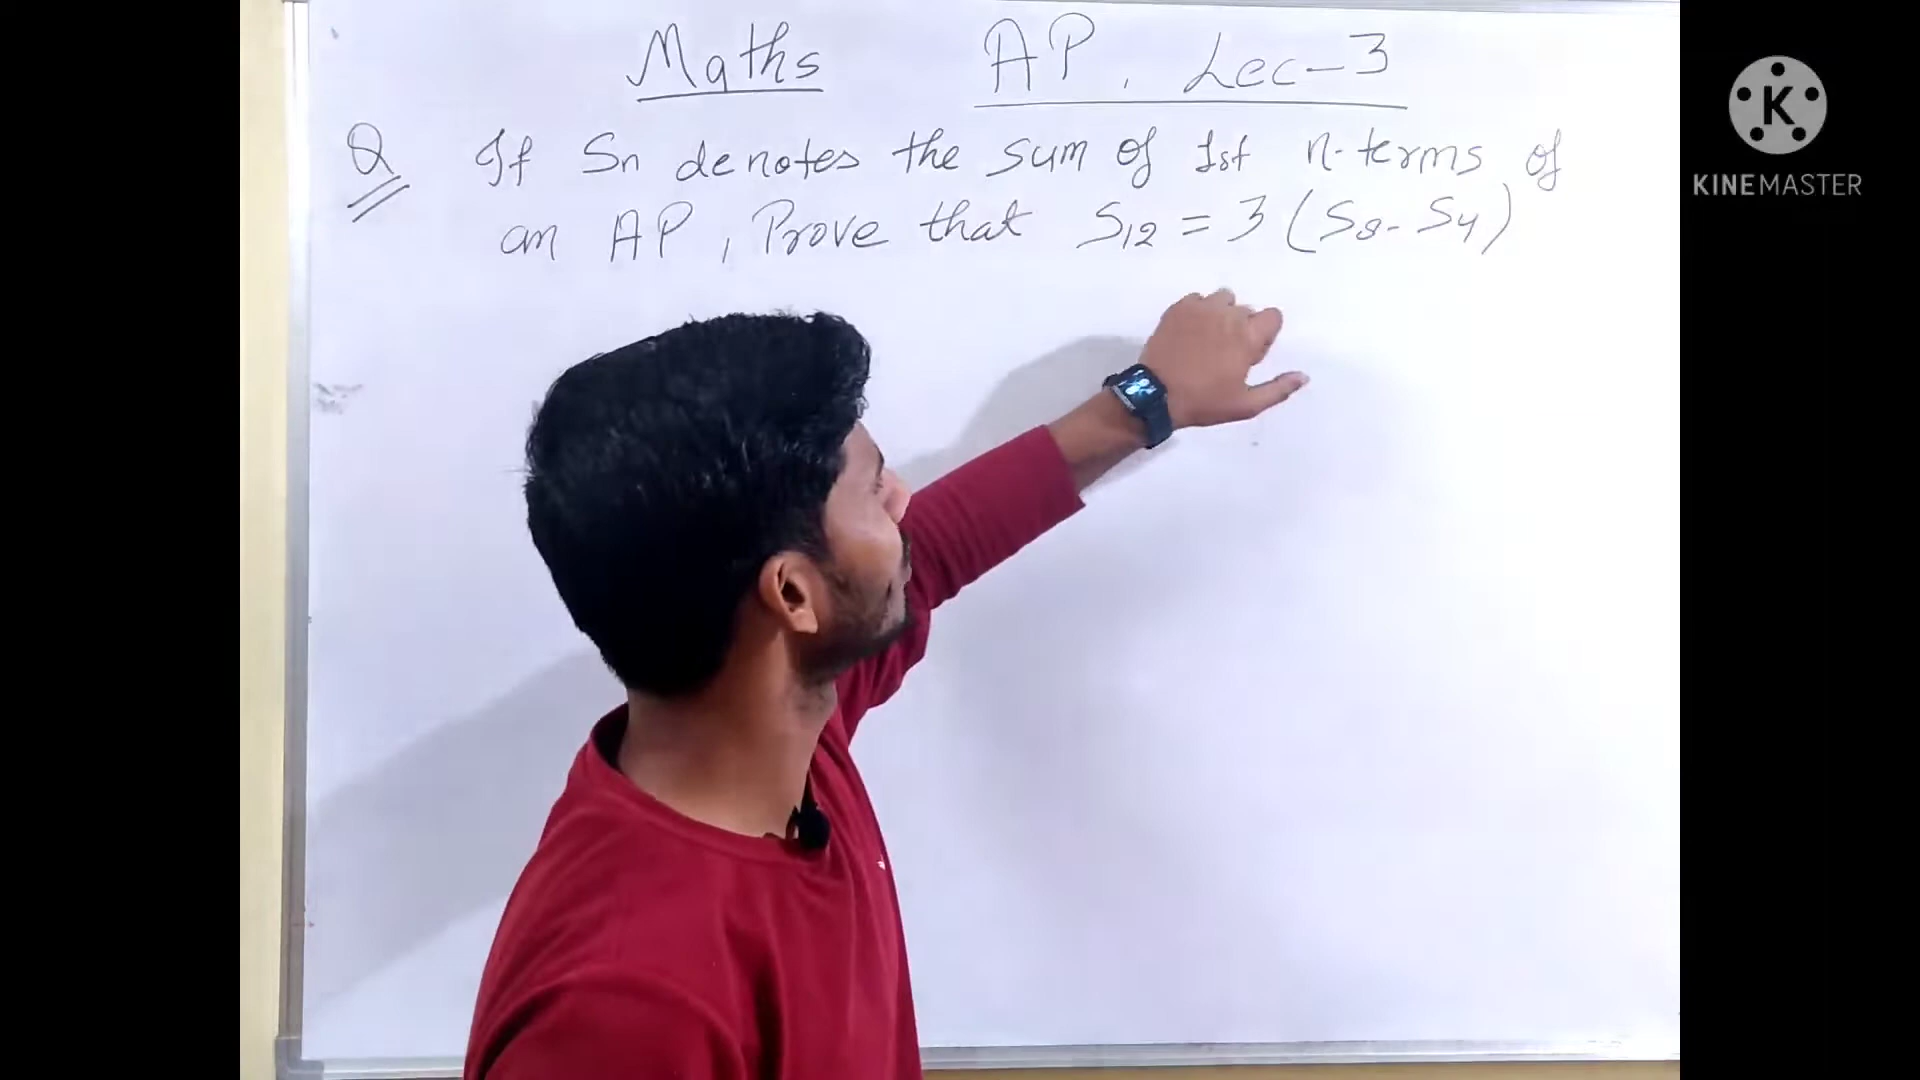 Maths AP, Lec-3
Q If Sn denotes the sum of 1st n-terms of
an AP, Prove that S12 = 3 (S8 - S4)
K
KINEMASTER